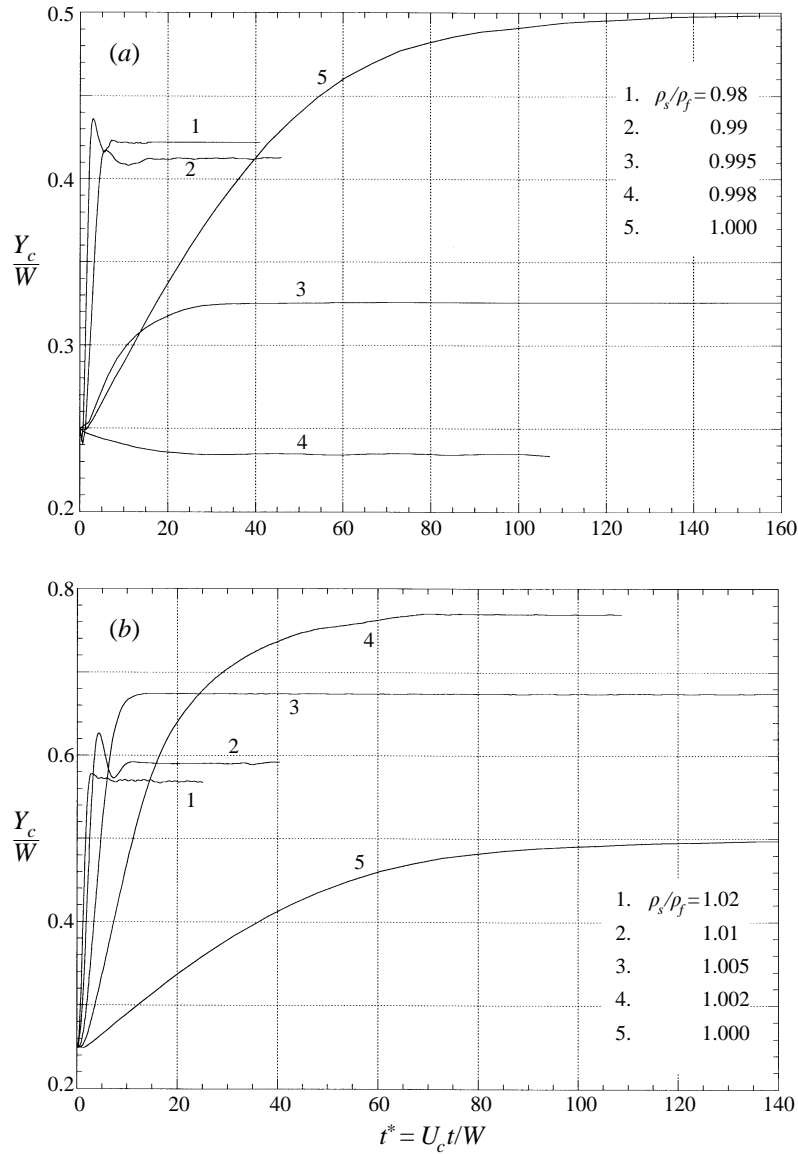 0.5
(a)
5
1. ρs/ρf = 0.98
2. 0.99
3. 0.995
4. 0.998
5. 1.000
1
2
0.4
Yc
W
3
0.3
4
0.2
0 20 40 60 80 100 120 140 160
0.8
(b)
4
3
2
0.6
1
Yc
W
5
0.4
1. ρs/ρf = 1.02
2. 1.01
3. 1.005
4. 1.002
5. 1.000
0.2
0 20 40 60 80 100 120 140
t* = Uct/W